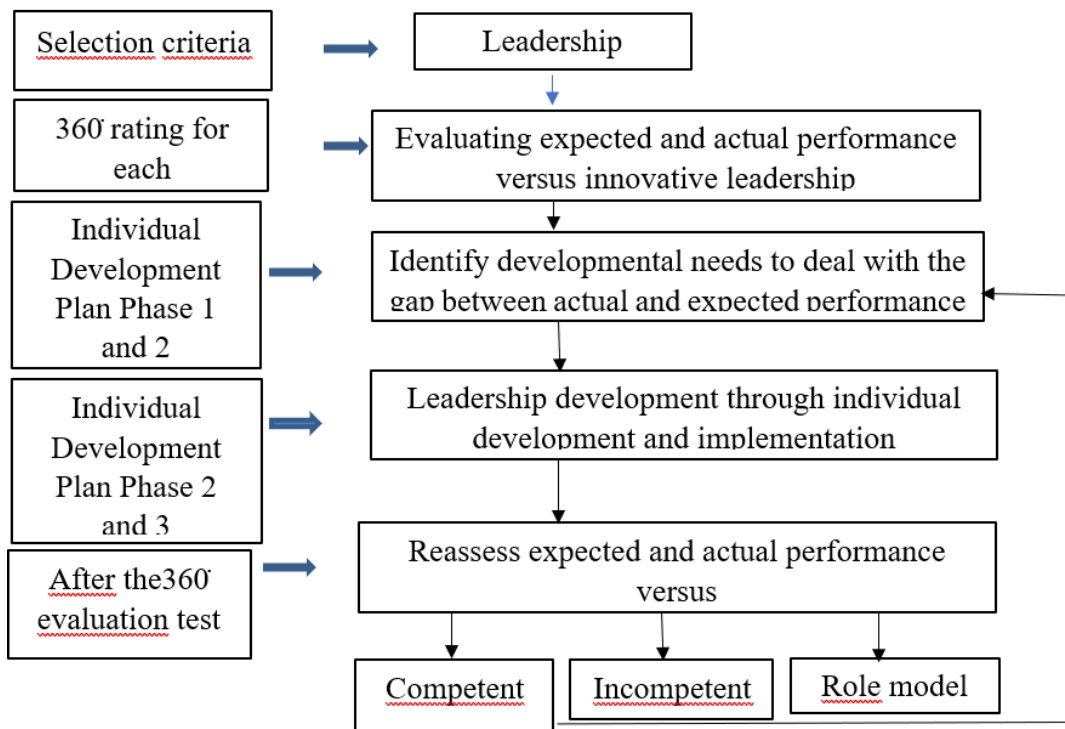 Selection criteria
Leadership
360˙ rating for
each
Evaluating expected and actual performance
versus innovative leadership
Individual
Development
Plan Phase 1
and 2
Identify developmental needs to deal with the
gap between actual and expected performance
Individual
Development
Plan Phase 2
and 3
Leadership development through individual
development and implementation
After the360˙
evaluation test
Reassess expected and actual performance
versus
Competent
Incompetent
Role model